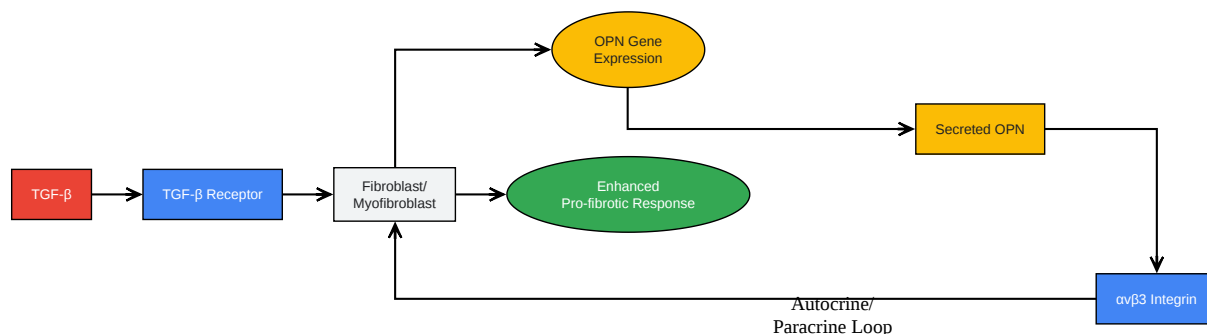 OPN Gene
Expression
Secreted OPN
TGF-β
TGF-β Receptor
Fibroblast/
Myofibroblast
Enhanced
Pro-fibrotic Response
αvβ3 Integrin
Autocrine/
Paracrine Loop